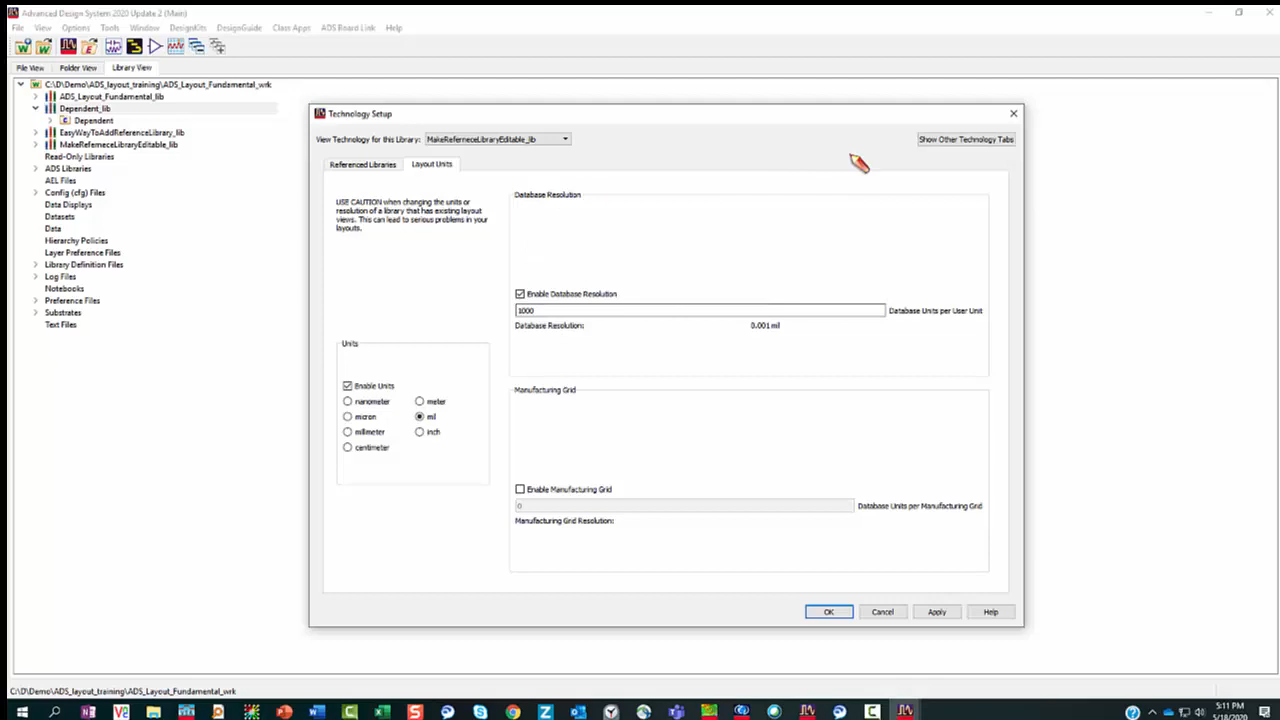 Advanced Design System 2020 Update 2 (Main)
File View Options Tools Window DesignKits DesignGuide Class Apps ADS Board Link Help
File View Folder View Library View
C:\D\Demo\ADS_layout_training\ADS_Layout_Fundamental_wrk
ADS_Layout_Fundamental_lib
Dependent_lib
Dependent
EasyWayToAddReferenceLibrary_lib
MakeReferneceLibraryEditable_lib
Read-Only Libraries
ADS Libraries
AEL Files
Config (cfg) Files
Data Displays
Datasets
Data
Hierarchy Policies
Layer Preference Files
Library Definition Files
Log Files
Notebooks
Preference Files
Substrates
Text Files
Technology Setup
View Technology for this Library: MakeReferneceLibraryEditable_lib
Show Other Technology Tabs
Referenced Libraries Layout Units
USE CAUTION when changing the units or
resolution of a library that has existing layout
views. This can lead to serious problems in your
layouts.
Units
Enable Units
nanometer meter
micron mil
millimeter inch
centimeter
Database Resolution
Enable Database Resolution
1000 Database Units per User Unit
Database Resolution: 0.001 mil
Manufacturing Grid
Enable Manufacturing Grid
0 Database Units per Manufacturing Grid
Manufacturing Grid Resolution:
OK Cancel Apply Help
C:\D\Demo\ADS_layout_training\ADS_Layout_Fundamental_wrk
5:11 PM
5/18/2020